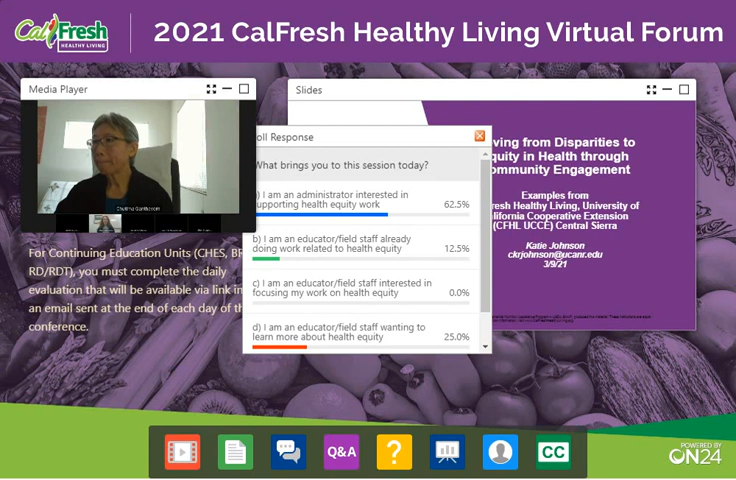 CalFresh
HEALTHY LIVING
2021 CalFresh Healthy Living Virtual Forum
Media Player
For Continuing Education Units (CHES, BF
RD/RDT), you must complete the daily
evaluation that will be available via link in
an email sent at the end of each day of th
conference.
oll Response
What brings you to this session today?
a) I am an administrator interested in
supporting health equity work
62.5%
b) I am an educator/field staff already
doing work related to health equity
12.5%
c) I am an educator/field staff interested in
focusing my work on health equity
0.0%
d) I am an educator/field staff wanting to
learn more about health equity
25.0%
Slides
ving from Disparities to
quity in Health through
ommunity Engagement
Examples from
resh Healthy Living, University of
lifornia Cooperative Extension
(CFHL UCCE) Central Sierra
Katie Johnson
ckrjohnson@ucanr.edu
3/9/21
Q&A
?
CC
POWERED BY
ON24